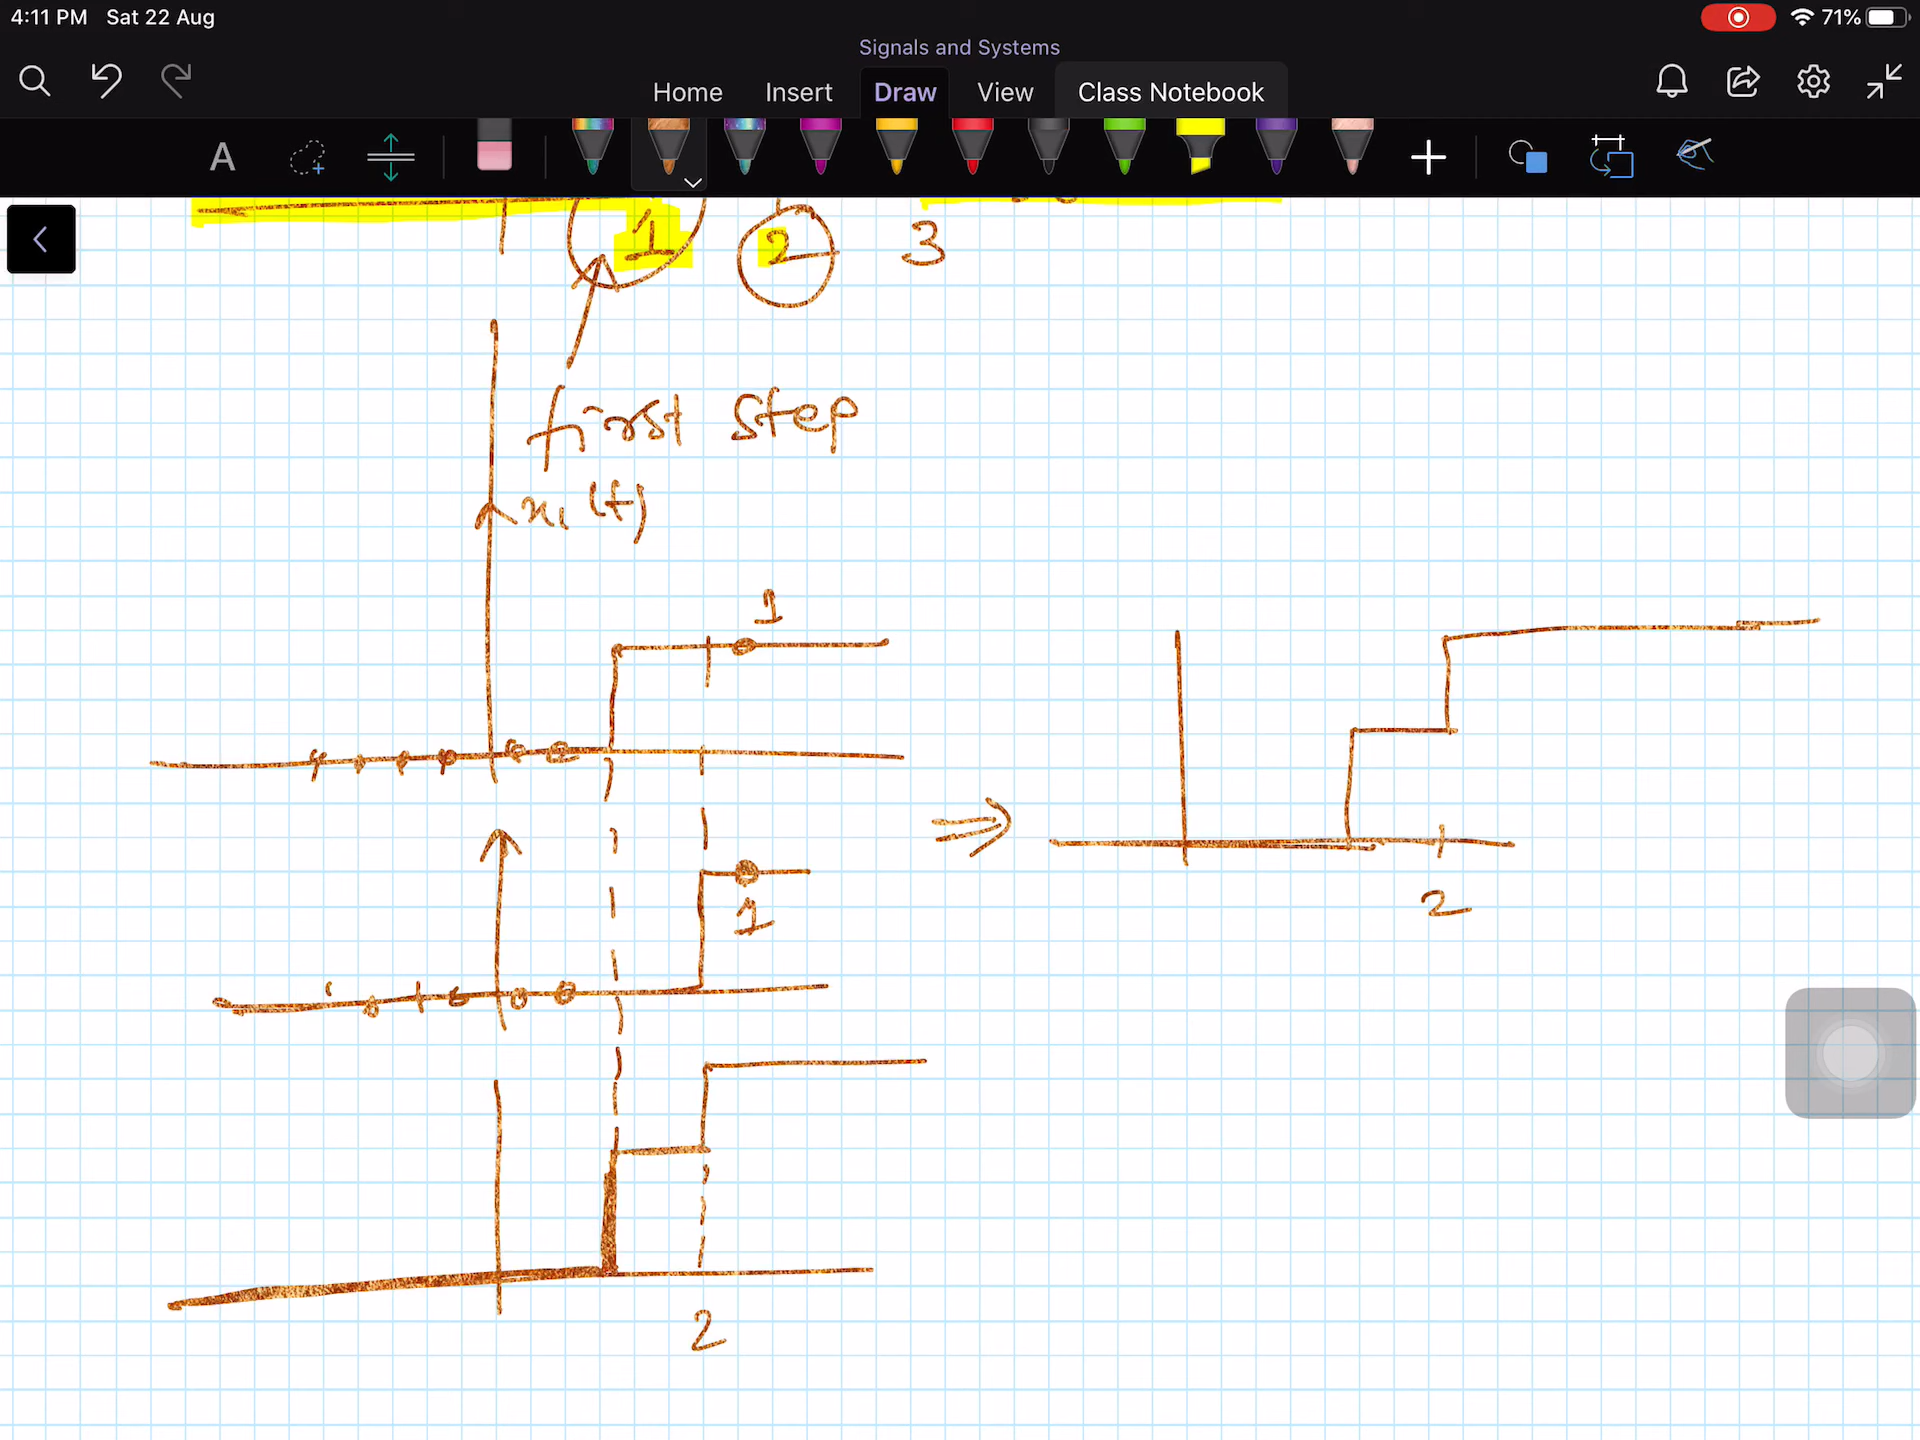 4:11 PM Sat 22 Aug
71%
Signals and Systems
Home Insert Draw View Class Notebook
A
1 2 3
first step
x₁(t)
1
1
2
2